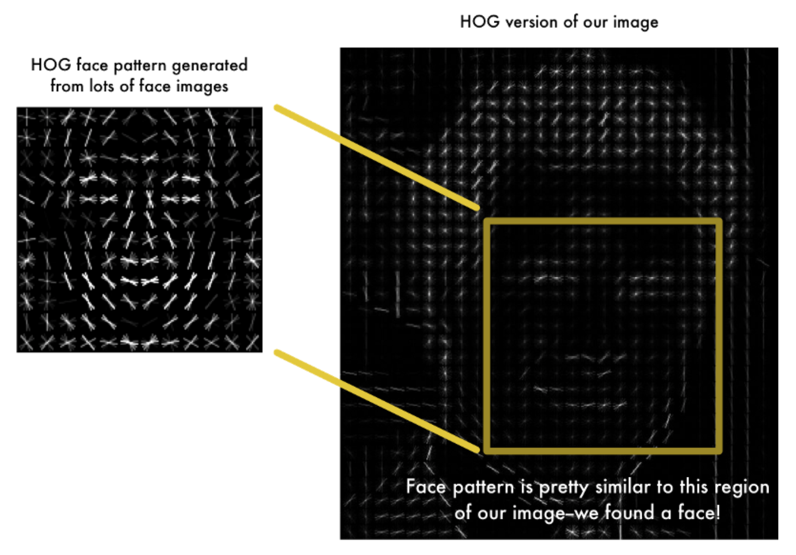 HOG version of our image
HOG face pattern generated
from lots of face images
Face pattern is pretty similar to this region
of our image–we found a face!